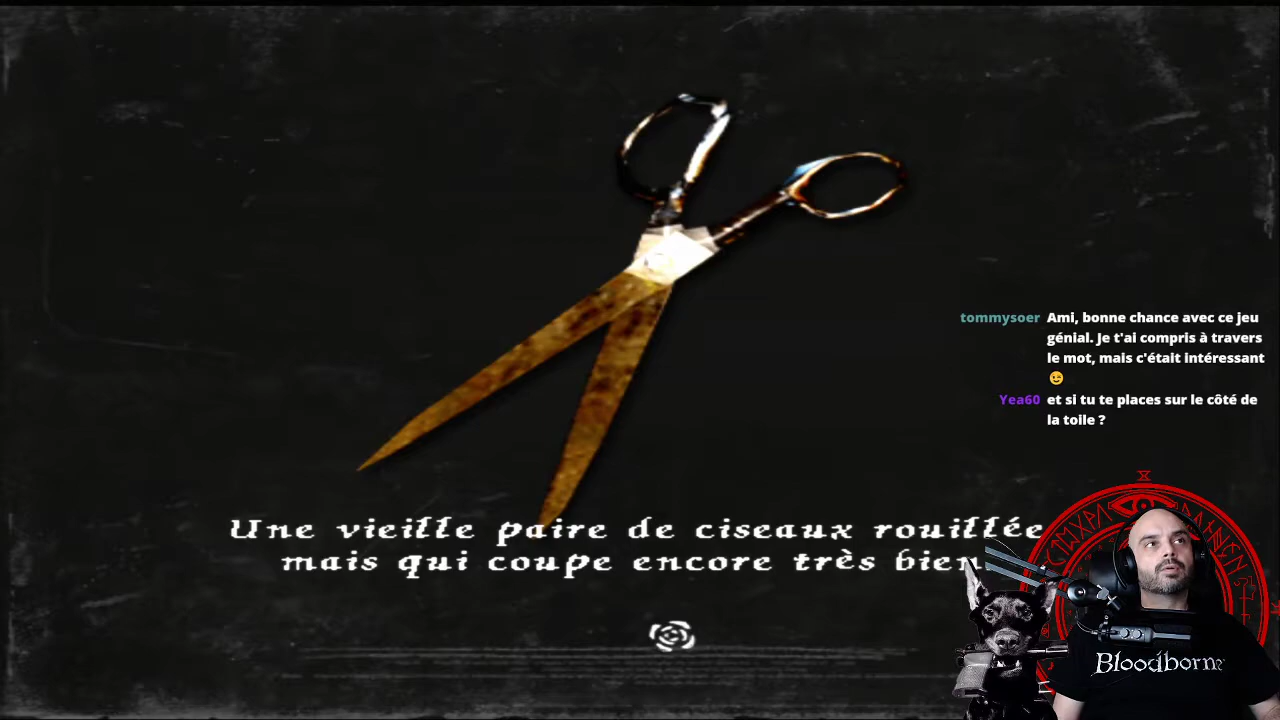 tommysoer Ami, bonne chance avec ce jeu
génial. Je t'ai compris à travers
le mot, mais c'était intéressant
😉
Yea60 et si tu te places sur le côté de
la toile ?
Une vieille paire de ciseaux rouillée
mais qui coupe encore très bien
Bloodborne